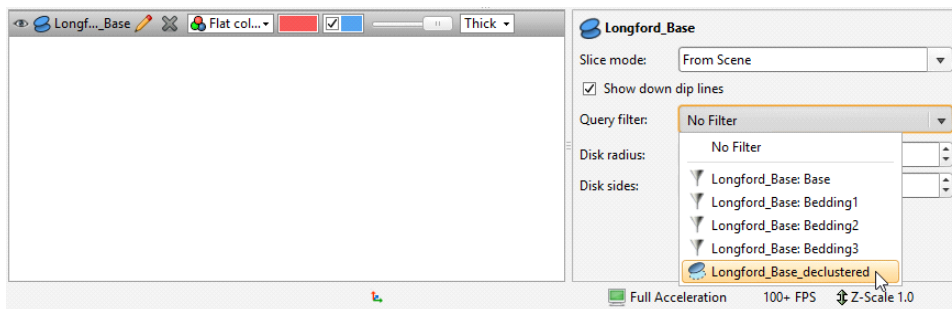 Longf..._Base Flat col... Thick
Longford_Base
Slice mode: From Scene
Show down dip lines
Query filter: No Filter
No Filter
Disk radius:
Longford_Base: Base
Disk sides:
Longford_Base: Bedding1
Longford_Base: Bedding2
Longford_Base: Bedding3
Longford_Base_declustered
Full Acceleration 100+ FPS Z-Scale 1.0